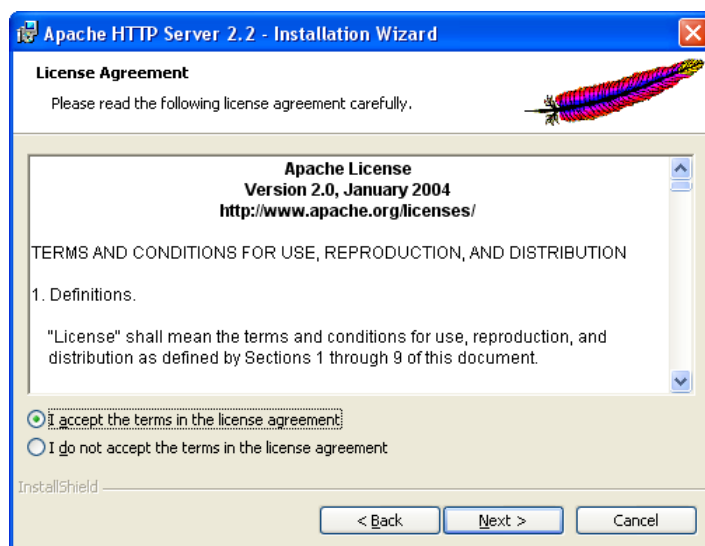 Apache HTTP Server 2.2 - Installation Wizard
License Agreement
Please read the following license agreement carefully.
Apache License
Version 2.0, January 2004
http://www.apache.org/licenses/
TERMS AND CONDITIONS FOR USE, REPRODUCTION, AND DISTRIBUTION
1. Definitions.
"License" shall mean the terms and conditions for use, reproduction, and
distribution as defined by Sections 1 through 9 of this document.
I accept the terms in the license agreement
I do not accept the terms in the license agreement
InstallShield
< Back Next > Cancel